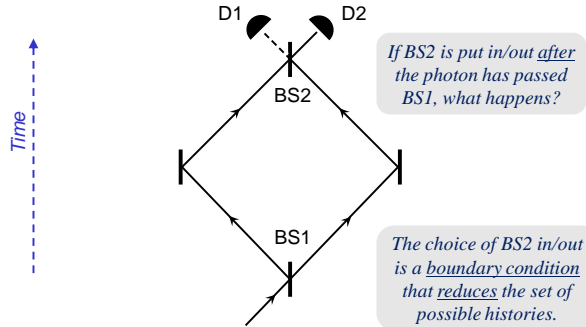 D1
D2
If BS2 is put in/out after
the photon has passed
BS1, what happens?
BS2
Time
BS1
The choice of BS2 in/out
is a boundary condition
that reduces the set of
possible histories.